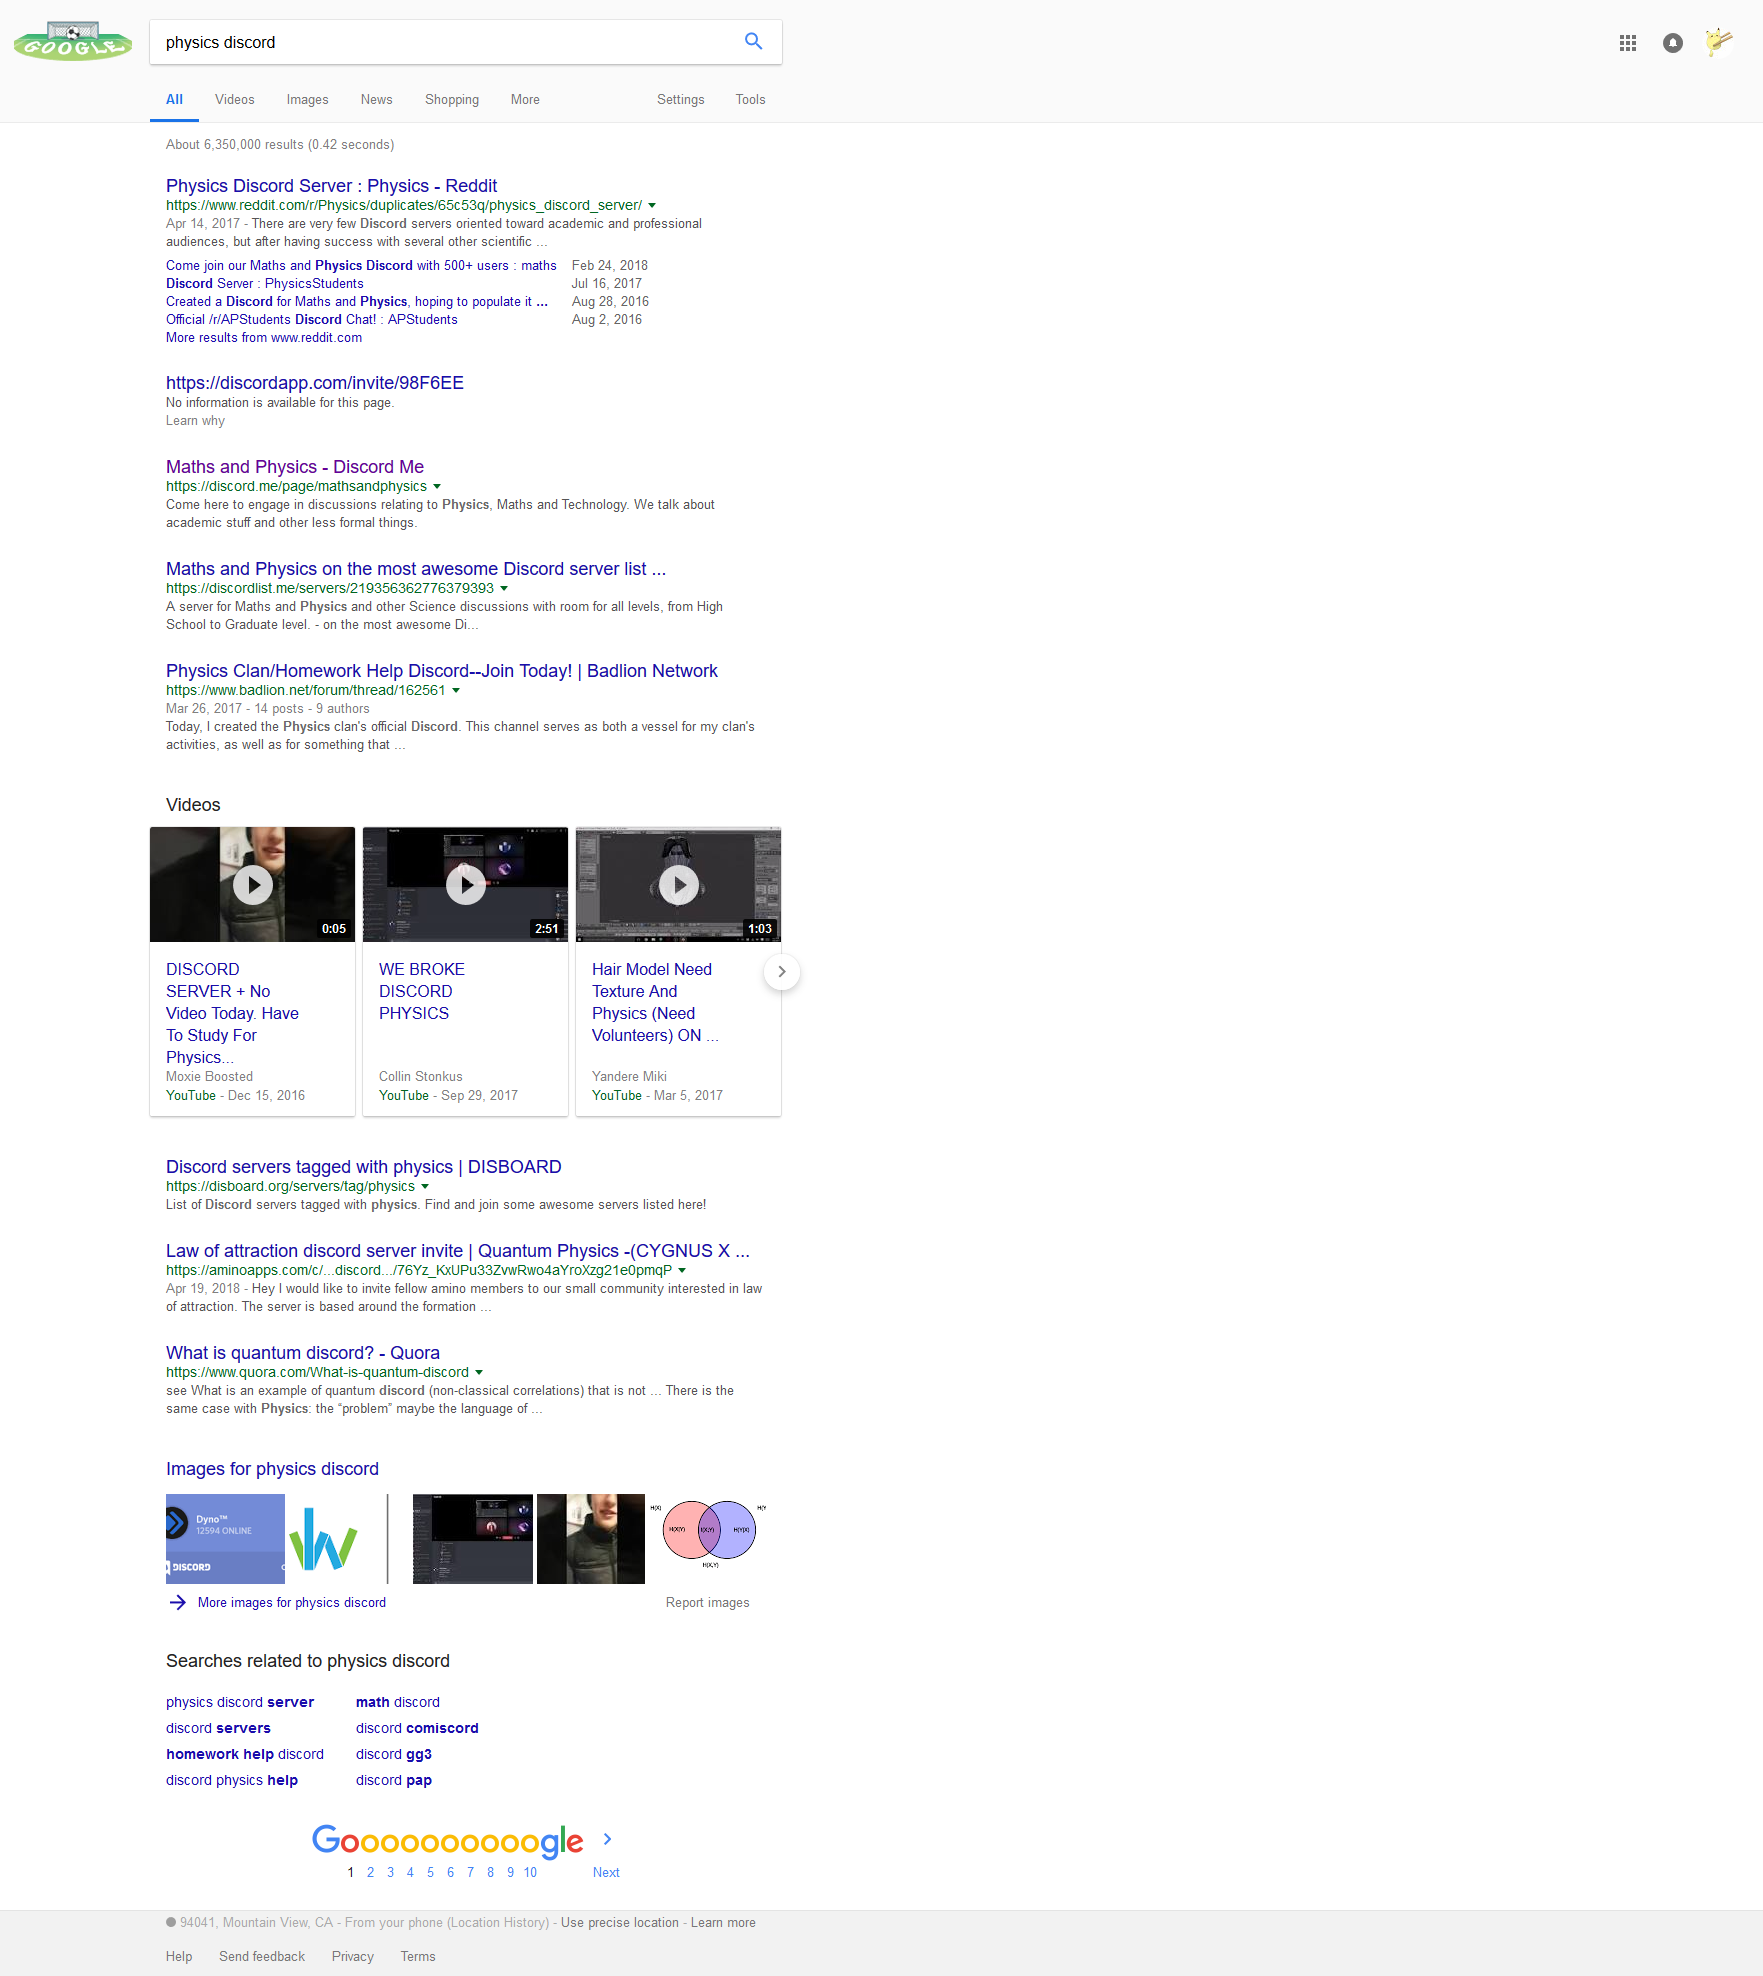 GOOGLE
physics discord
All Videos Images News Shopping More Settings Tools
About 6,350,000 results (0.42 seconds)
Physics Discord Server : Physics - Reddit
https://www.reddit.com/r/Physics/duplicates/65c53q/physics_discord_server/
Apr 14, 2017 - There are very few Discord servers oriented toward academic and professional
audiences, but after having success with several other scientific ...
Come join our Maths and Physics Discord with 500+ users : maths Feb 24, 2018
Discord Server : PhysicsStudents Jul 16, 2017
Created a Discord for Maths and Physics, hoping to populate it ... Aug 28, 2016
Official /r/APStudents Discord Chat! : APStudents Aug 2, 2016
More results from www.reddit.com
https://discordapp.com/invite/98F6EE
No information is available for this page.
Learn why
Maths and Physics - Discord Me
https://discord.me/page/mathsandphysics
Come here to engage in discussions relating to Physics, Maths and Technology. We talk about
academic stuff and other less formal things.
Maths and Physics on the most awesome Discord server list ...
https://discordlist.me/servers/219356362776379393
A server for Maths and Physics and other Science discussions with room for all levels, from High
School to Graduate level. - on the most awesome Di...
Physics Clan/Homework Help Discord--Join Today! | Badlion Network
https://www.badlion.net/forum/thread/162561
Mar 26, 2017 - 14 posts - 9 authors
Today, I created the Physics clan's official Discord. This channel serves as both a vessel for my clan's
activities, as well as for something that ...
Videos
0:05 2:51 1:03
DISCORD
SERVER + No
Video Today. Have
To Study For
Physics...
Moxie Boosted
YouTube - Dec 15, 2016
WE BROKE
DISCORD
PHYSICS
Collin Stonkus
YouTube - Sep 29, 2017
Hair Model Need
Texture And
Physics (Need
Volunteers) ON ...
Yandere Miki
YouTube - Mar 5, 2017
Discord servers tagged with physics | DISBOARD
https://disboard.org/servers/tag/physics
List of Discord servers tagged with physics. Find and join some awesome servers listed here!
Law of attraction discord server invite | Quantum Physics -(CYGNUS X ...
https://aminoapps.com/c/...discord.../76Yz_KxUPu33ZvwRwo4aYroXzg21e0pmqP
Apr 19, 2018 - Hey I would like to invite fellow amino members to our small community interested in law
of attraction. The server is based around the formation ...
What is quantum discord? - Quora
https://www.quora.com/What-is-quantum-discord
see What is an example of quantum discord (non-classical correlations) that is not ... There is the
same case with Physics: the “problem” maybe the language of ...
Images for physics discord
Dyno™
12594 ONLINE
DISCORD
H(X) H(Y
H(X|Y) I(X;Y) H(Y|X)
H(X,Y)
More images for physics discord Report images
Searches related to physics discord
physics discord server math discord
discord servers discord comiscord
homework help discord discord gg3
discord physics help discord pap
Goooooooooogle
1 2 3 4 5 6 7 8 9 10 Next
94041, Mountain View, CA - From your phone (Location History) - Use precise location - Learn more
Help Send feedback Privacy Terms